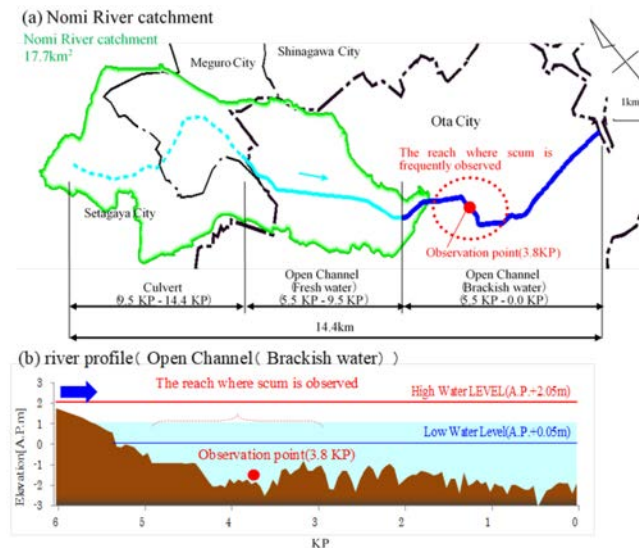 (a) Nomi River catchment
Nomi River catchment
17.7km²
Meguro City
Shinagawa City
1km
Ota City
The reach where scum is
frequently observed
Setagaya City
Observation point(3.8KP)
Culvert
(9.5 KP - 14.4 KP)
Open Channel
(Fresh water)
(5.5 KP - 9.5 KP)
Open Channel
(Brackish water)
(5.5 KP - 0.0 KP)
14.4km
(b) river profile( Open Channel( Brackish water) )
The reach where scum is observed
High Water LEVEL(A.P.+2.05m)
Low Water Level(A.P.+0.05m)
Observation point(3.8 KP)
Elevation[A.P.m]
3
2
1
0
-1
-2
-3
6
5
4
3
2
1
0
KP